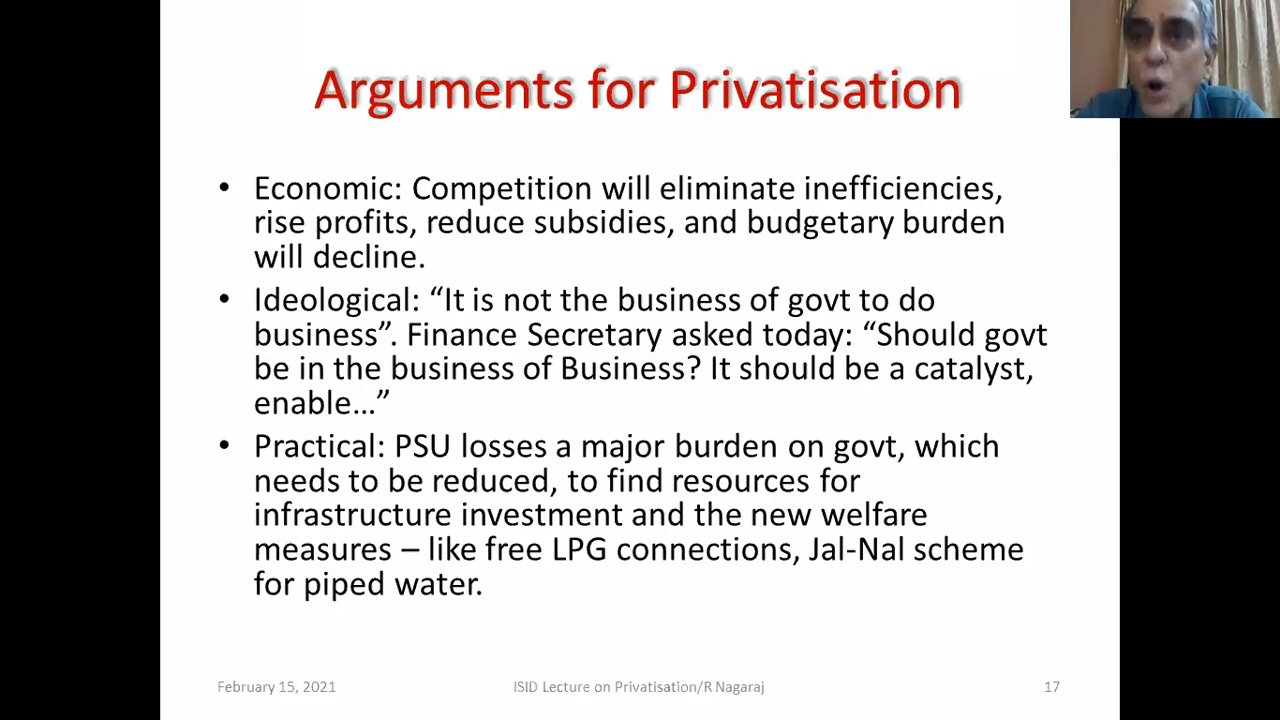 Arguments for Privatisation
• Economic: Competition will eliminate inefficiencies,
rise profits, reduce subsidies, and budgetary burden
will decline.
• Ideological: “It is not the business of govt to do
business”. Finance Secretary asked today: “Should govt
be in the business of Business? It should be a catalyst,
enable…”
• Practical: PSU losses a major burden on govt, which
needs to be reduced, to find resources for
infrastructure investment and the new welfare
measures – like free LPG connections, Jal-Nal scheme
for piped water.
February 15, 2021
ISID Lecture on Privatisation/R Nagaraj
17